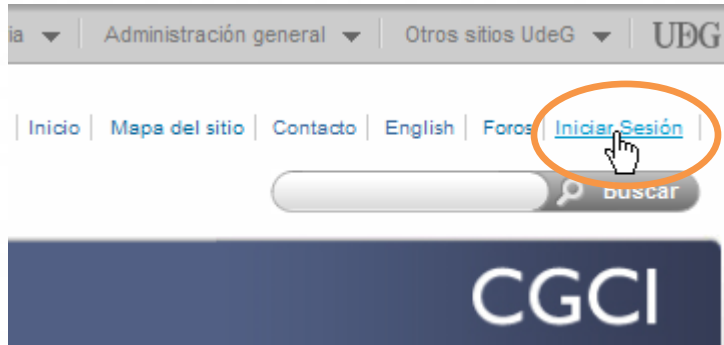 ia Administración general Otros sitios UdeG UDG
Inicio Mapa del sitio Contacto English Foros Iniciar Sesión
Buscar
CGCI